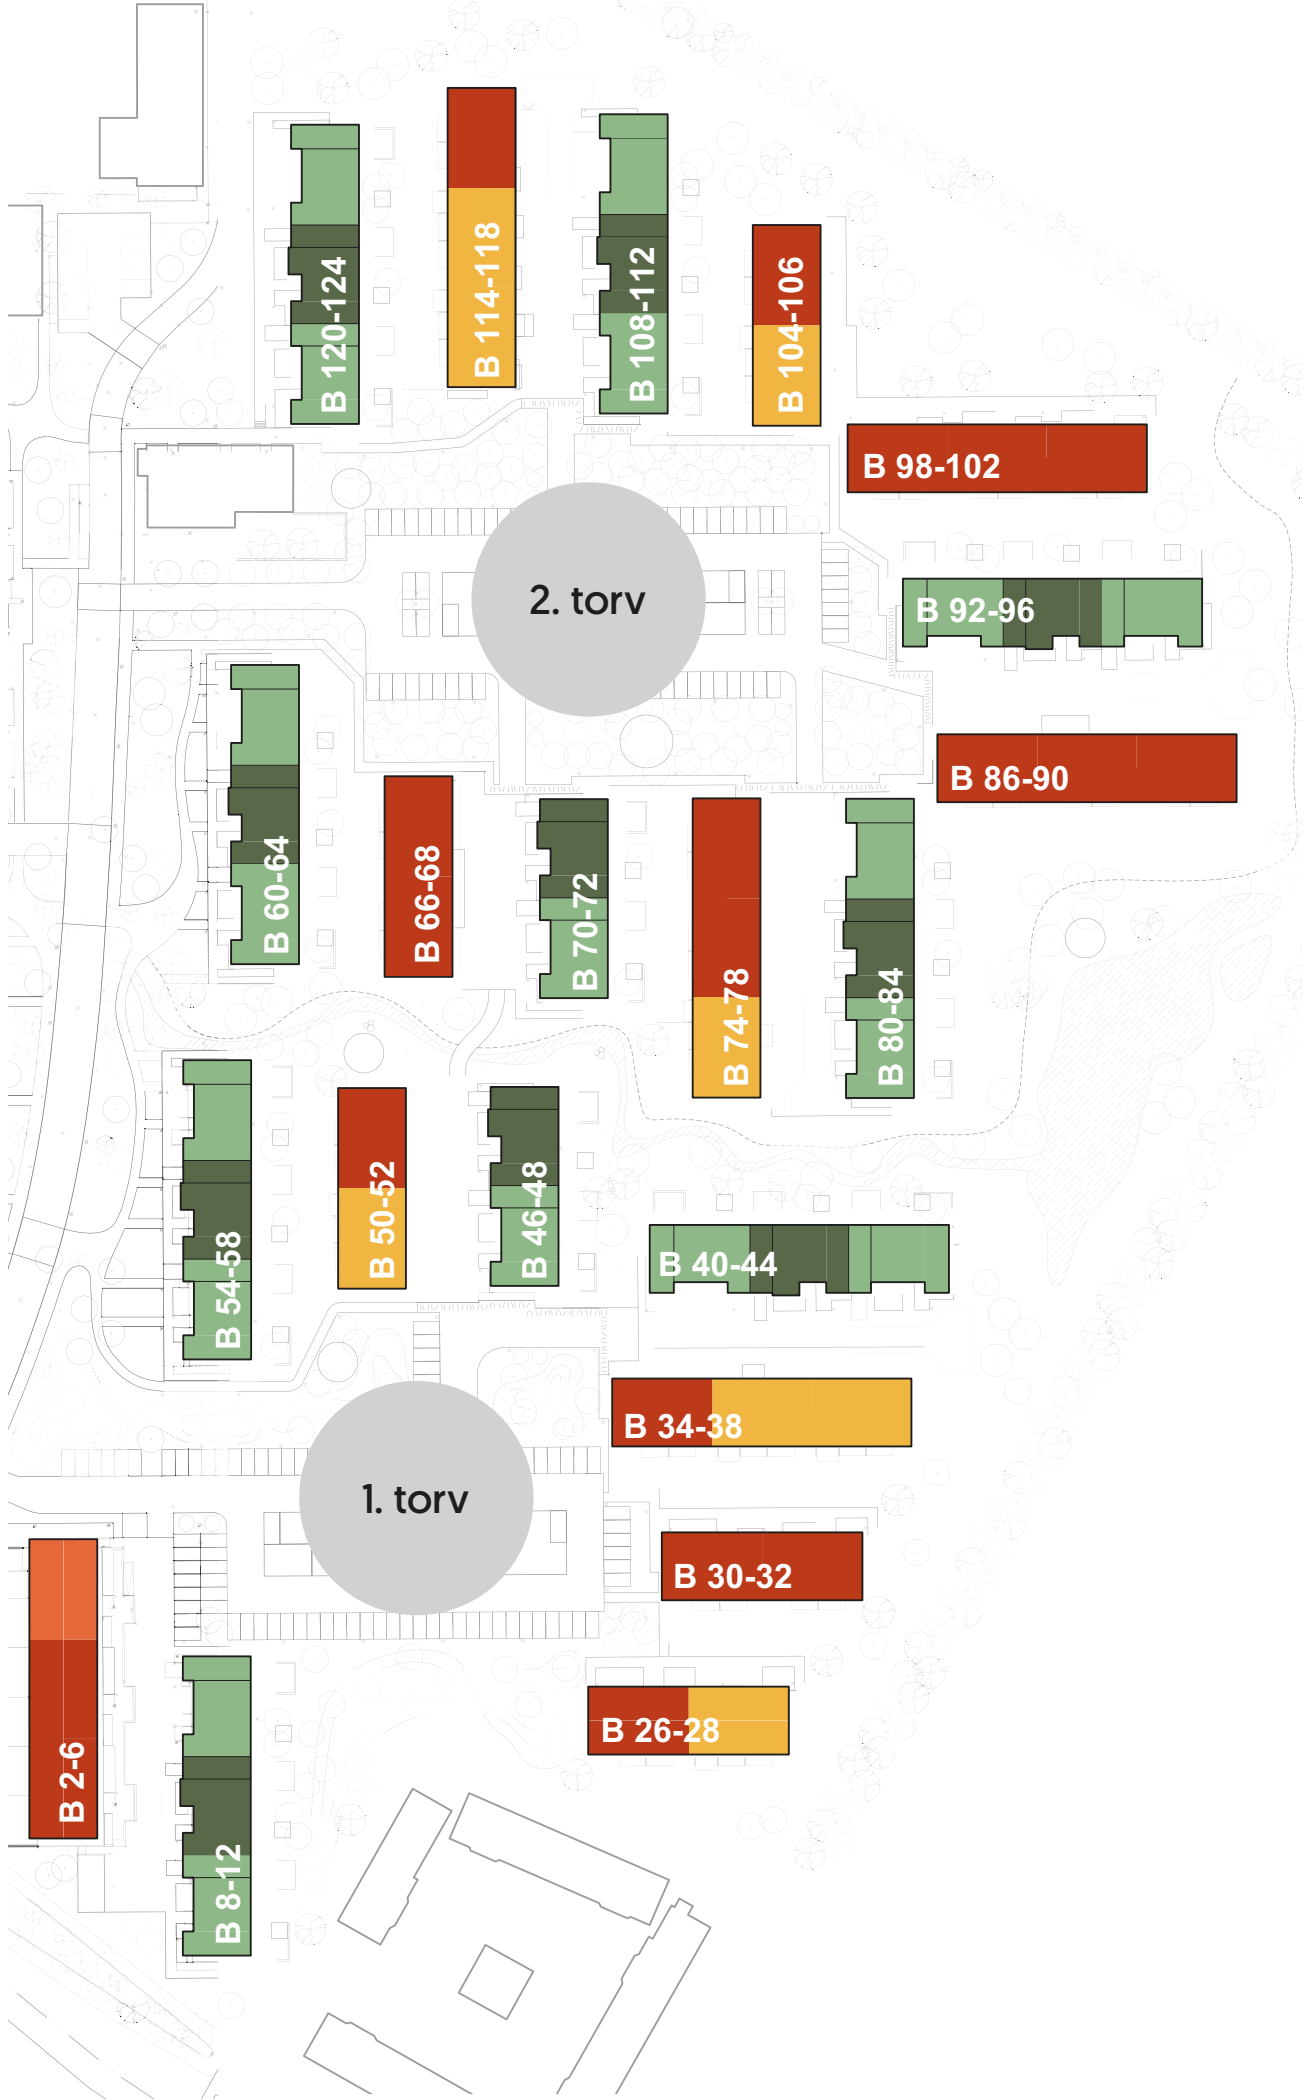 B 120-124
B 114-118
B 108-112
B 104-106
B 98-102
2. torv
B 92-96
B 86-90
B 60-64
B 66-68
B 70-72
B 74-78
B 80-84
B 54-58
B 50-52
B 46-48
B 40-44
B 34-38
1. torv
B 30-32
B 26-28
B 2-6
B 8-12